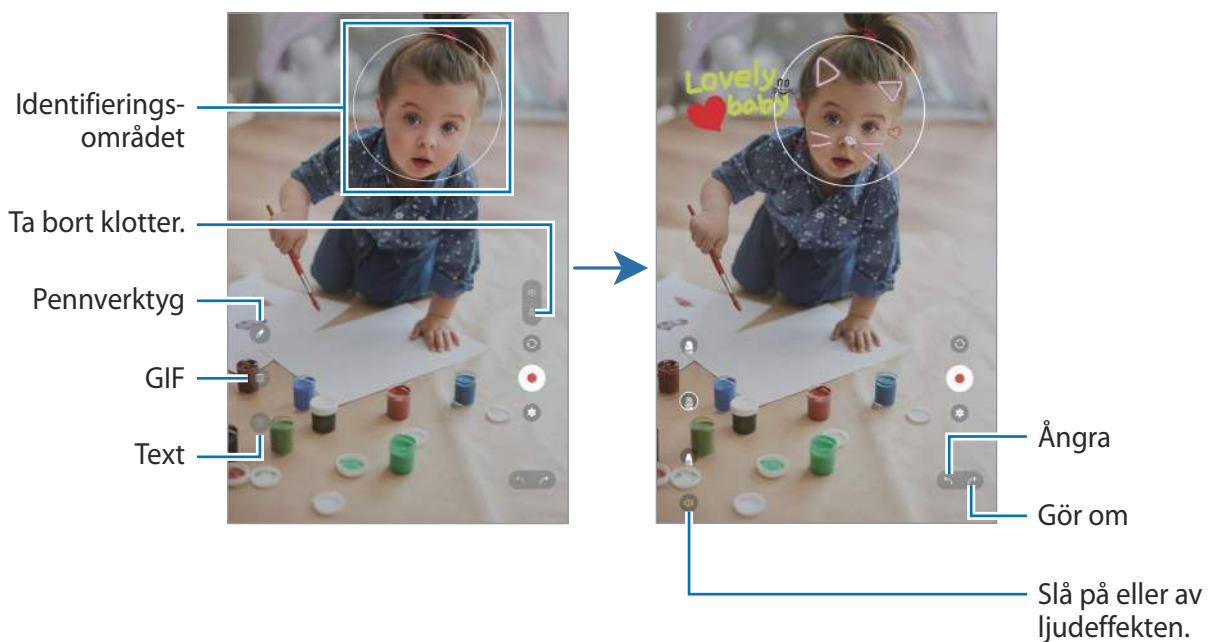 Identifierings-
området
Ta bort klotter.
Pennverktyg
GIF
Text
Lovely
baby
Ångra
Gör om
Slå på eller av
ljudeffekten.